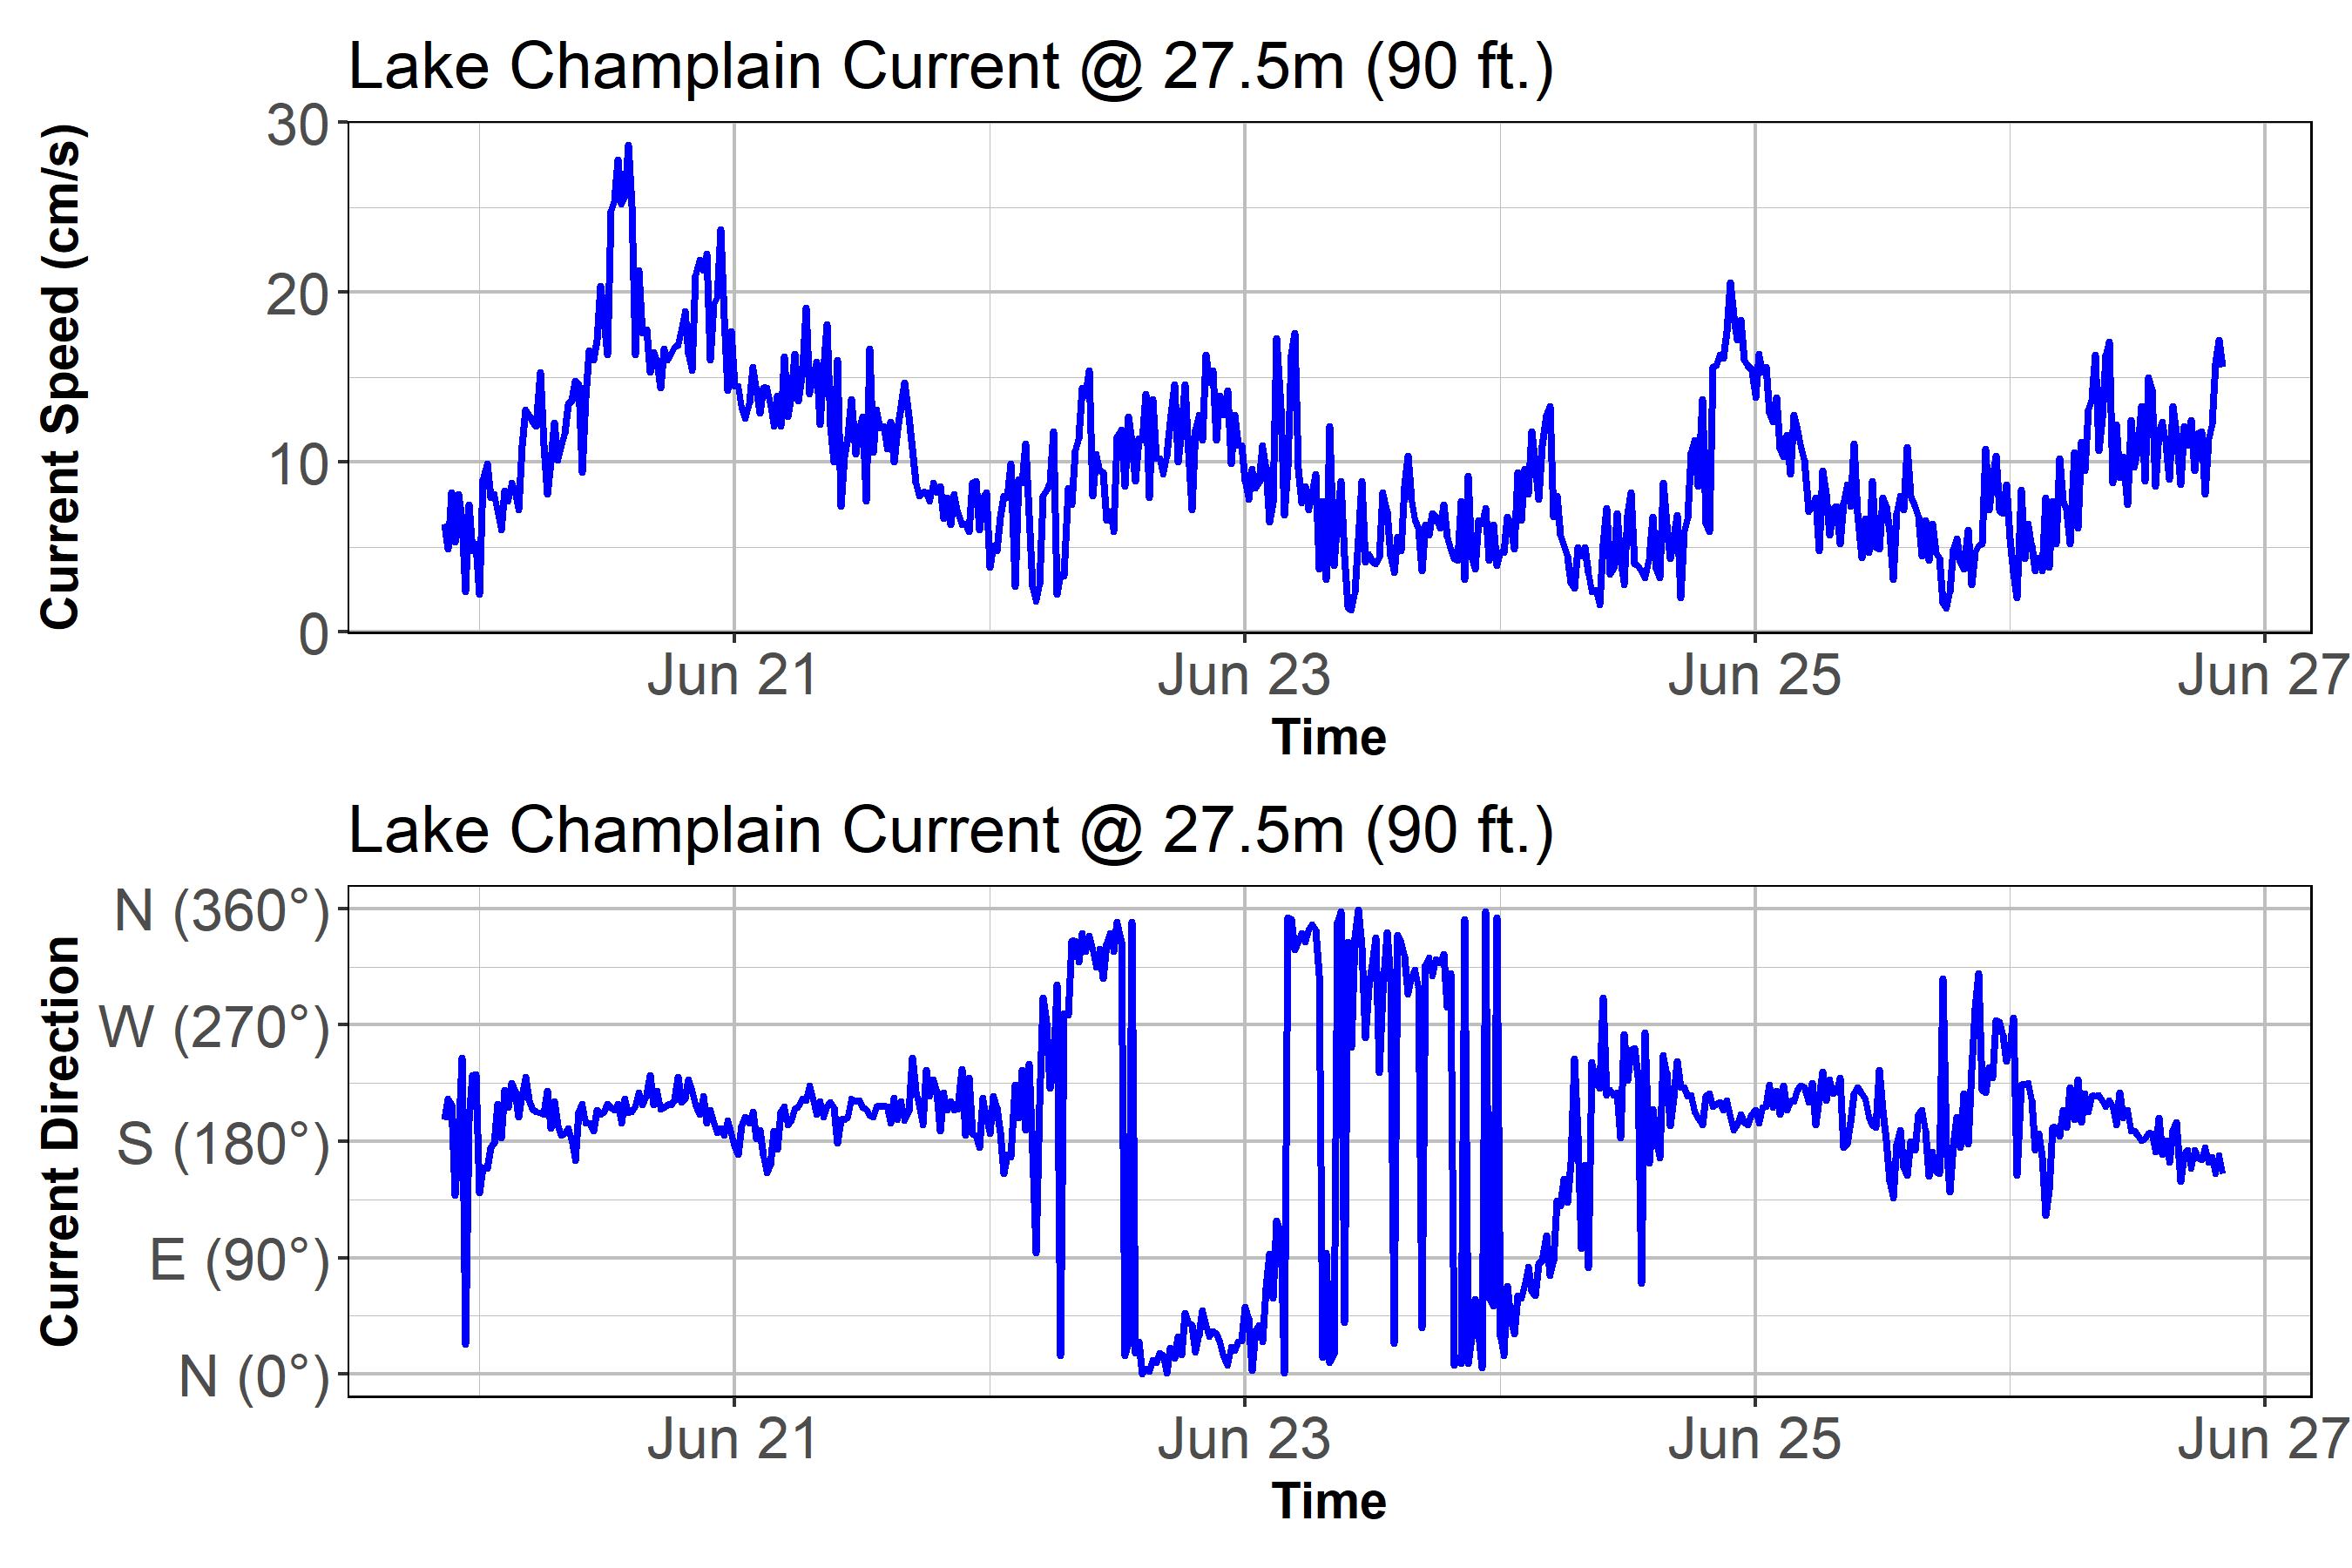 Lake Champlain Current @ 27.5m (90 ft.)
Current Speed (cm/s)
30
20
10
0
Jun 21 Jun 23 Jun 25 Jun 27
Time
Lake Champlain Current @ 27.5m (90 ft.)
Current Direction
N (360°)
W (270°)
S (180°)
E (90°)
N (0°)
Jun 21 Jun 23 Jun 25 Jun 27
Time